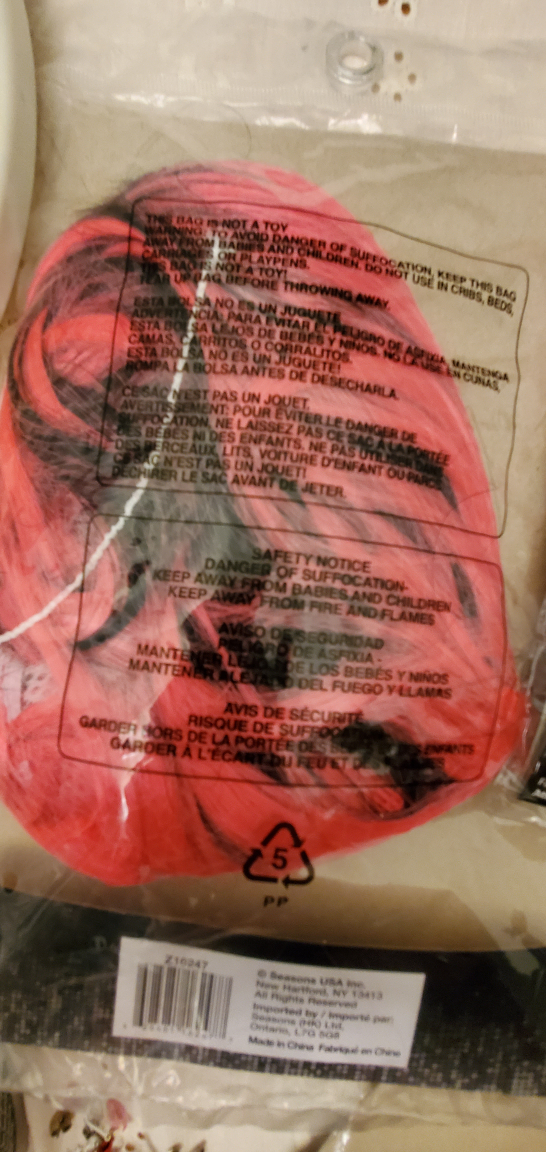 THIS BAG IS NOT A TOY
WARNING: TO AVOID DANGER OF SUFFOCATION, KEEP THIS BAG
AWAY FROM BABIES AND CHILDREN. DO NOT USE IN CRIBS, BEDS,
CARRIAGES OR PLAYPENS.
THIS BAG IS NOT A TOY!
TEAR UP BAG BEFORE THROWING AWAY.
ESTA BOLSA NO ES UN JUGUETE
ADVERTENCIA: PARA EVITAR EL PELIGRO DE ASFIXIA, MANTENGA
ESTA BOLSA LEJOS DE BEBES Y NIÑOS. NO LA USE EN CUNAS,
CAMAS, CARRITOS O CORRALITOS.
ESTA BOLSA NO ES UN JUGUETE!
ROMPA LA BOLSA ANTES DE DESECHARLA.
CE SAC N'EST PAS UN JOUET.
AVERTISSEMENT: POUR ÉVITER LE DANGER DE
SUFFOCATION, NE LAISSEZ PAS CE SAC À LA PORTÉE
DES BÉBÉS NI DES ENFANTS. NE PAS UTILISER DANS
DES BERCEAUX, LITS, VOITURE D'ENFANT OU PARCS.
CE SAC N'EST PAS UN JOUET!
DÉCHIRER LE SAC AVANT DE JETER.
SAFETY NOTICE
DANGER OF SUFFOCATION-
KEEP AWAY FROM BABIES AND CHILDREN
KEEP AWAY FROM FIRE AND FLAMES
AVISO DE SEGURIDAD
PELIGRO DE ASFIXIA -
MANTENER LEJOS DE LOS BEBÉS Y NIÑOS
MANTENER ALEJADO DEL FUEGO Y LLAMAS
AVIS DE SÉCURITÉ
RISQUE DE SUFFOCATION
GARDER HORS DE LA PORTÉE DES ENFANTS
GARDER À L'ÉCART DU FEU ET
5
PP
Z16247
© Seasons USA Inc.
New Hartford, NY 13413
All Rights Reserved
Imported by / Importé par:
Seasons (HK) Ltd.
Ontario, L7G 5G8
Made in China Fabriqué en Chine